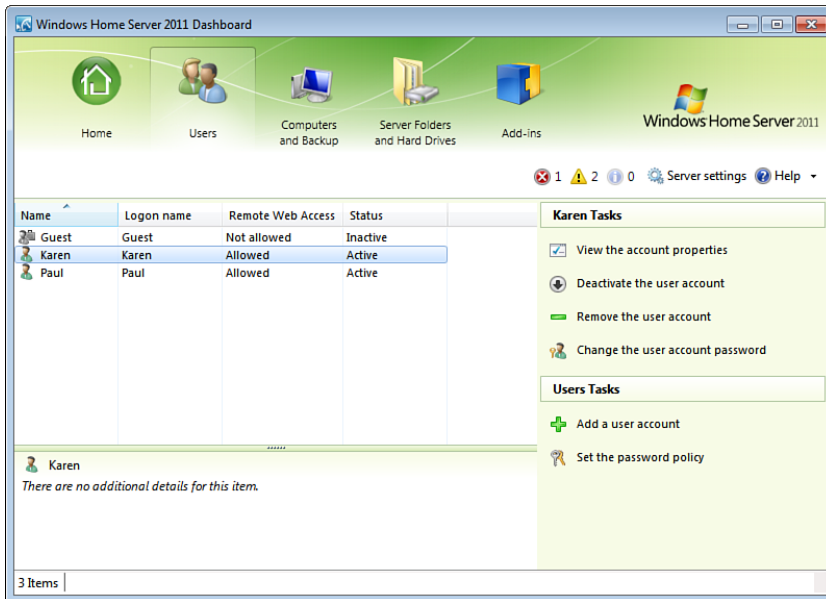 Windows Home Server 2011 Dashboard
Home
Users
Computers and Backup
Server Folders and Hard Drives
Add-ins
Windows Home Server 2011
1 2 0 Server settings Help
Name Logon name Remote Web Access Status
Guest Guest Not allowed Inactive
Karen Karen Allowed Active
Paul Paul Allowed Active
Karen Tasks
View the account properties
Deactivate the user account
Remove the user account
Change the user account password
Users Tasks
Add a user account
Set the password policy
Karen
There are no additional details for this item.
3 Items